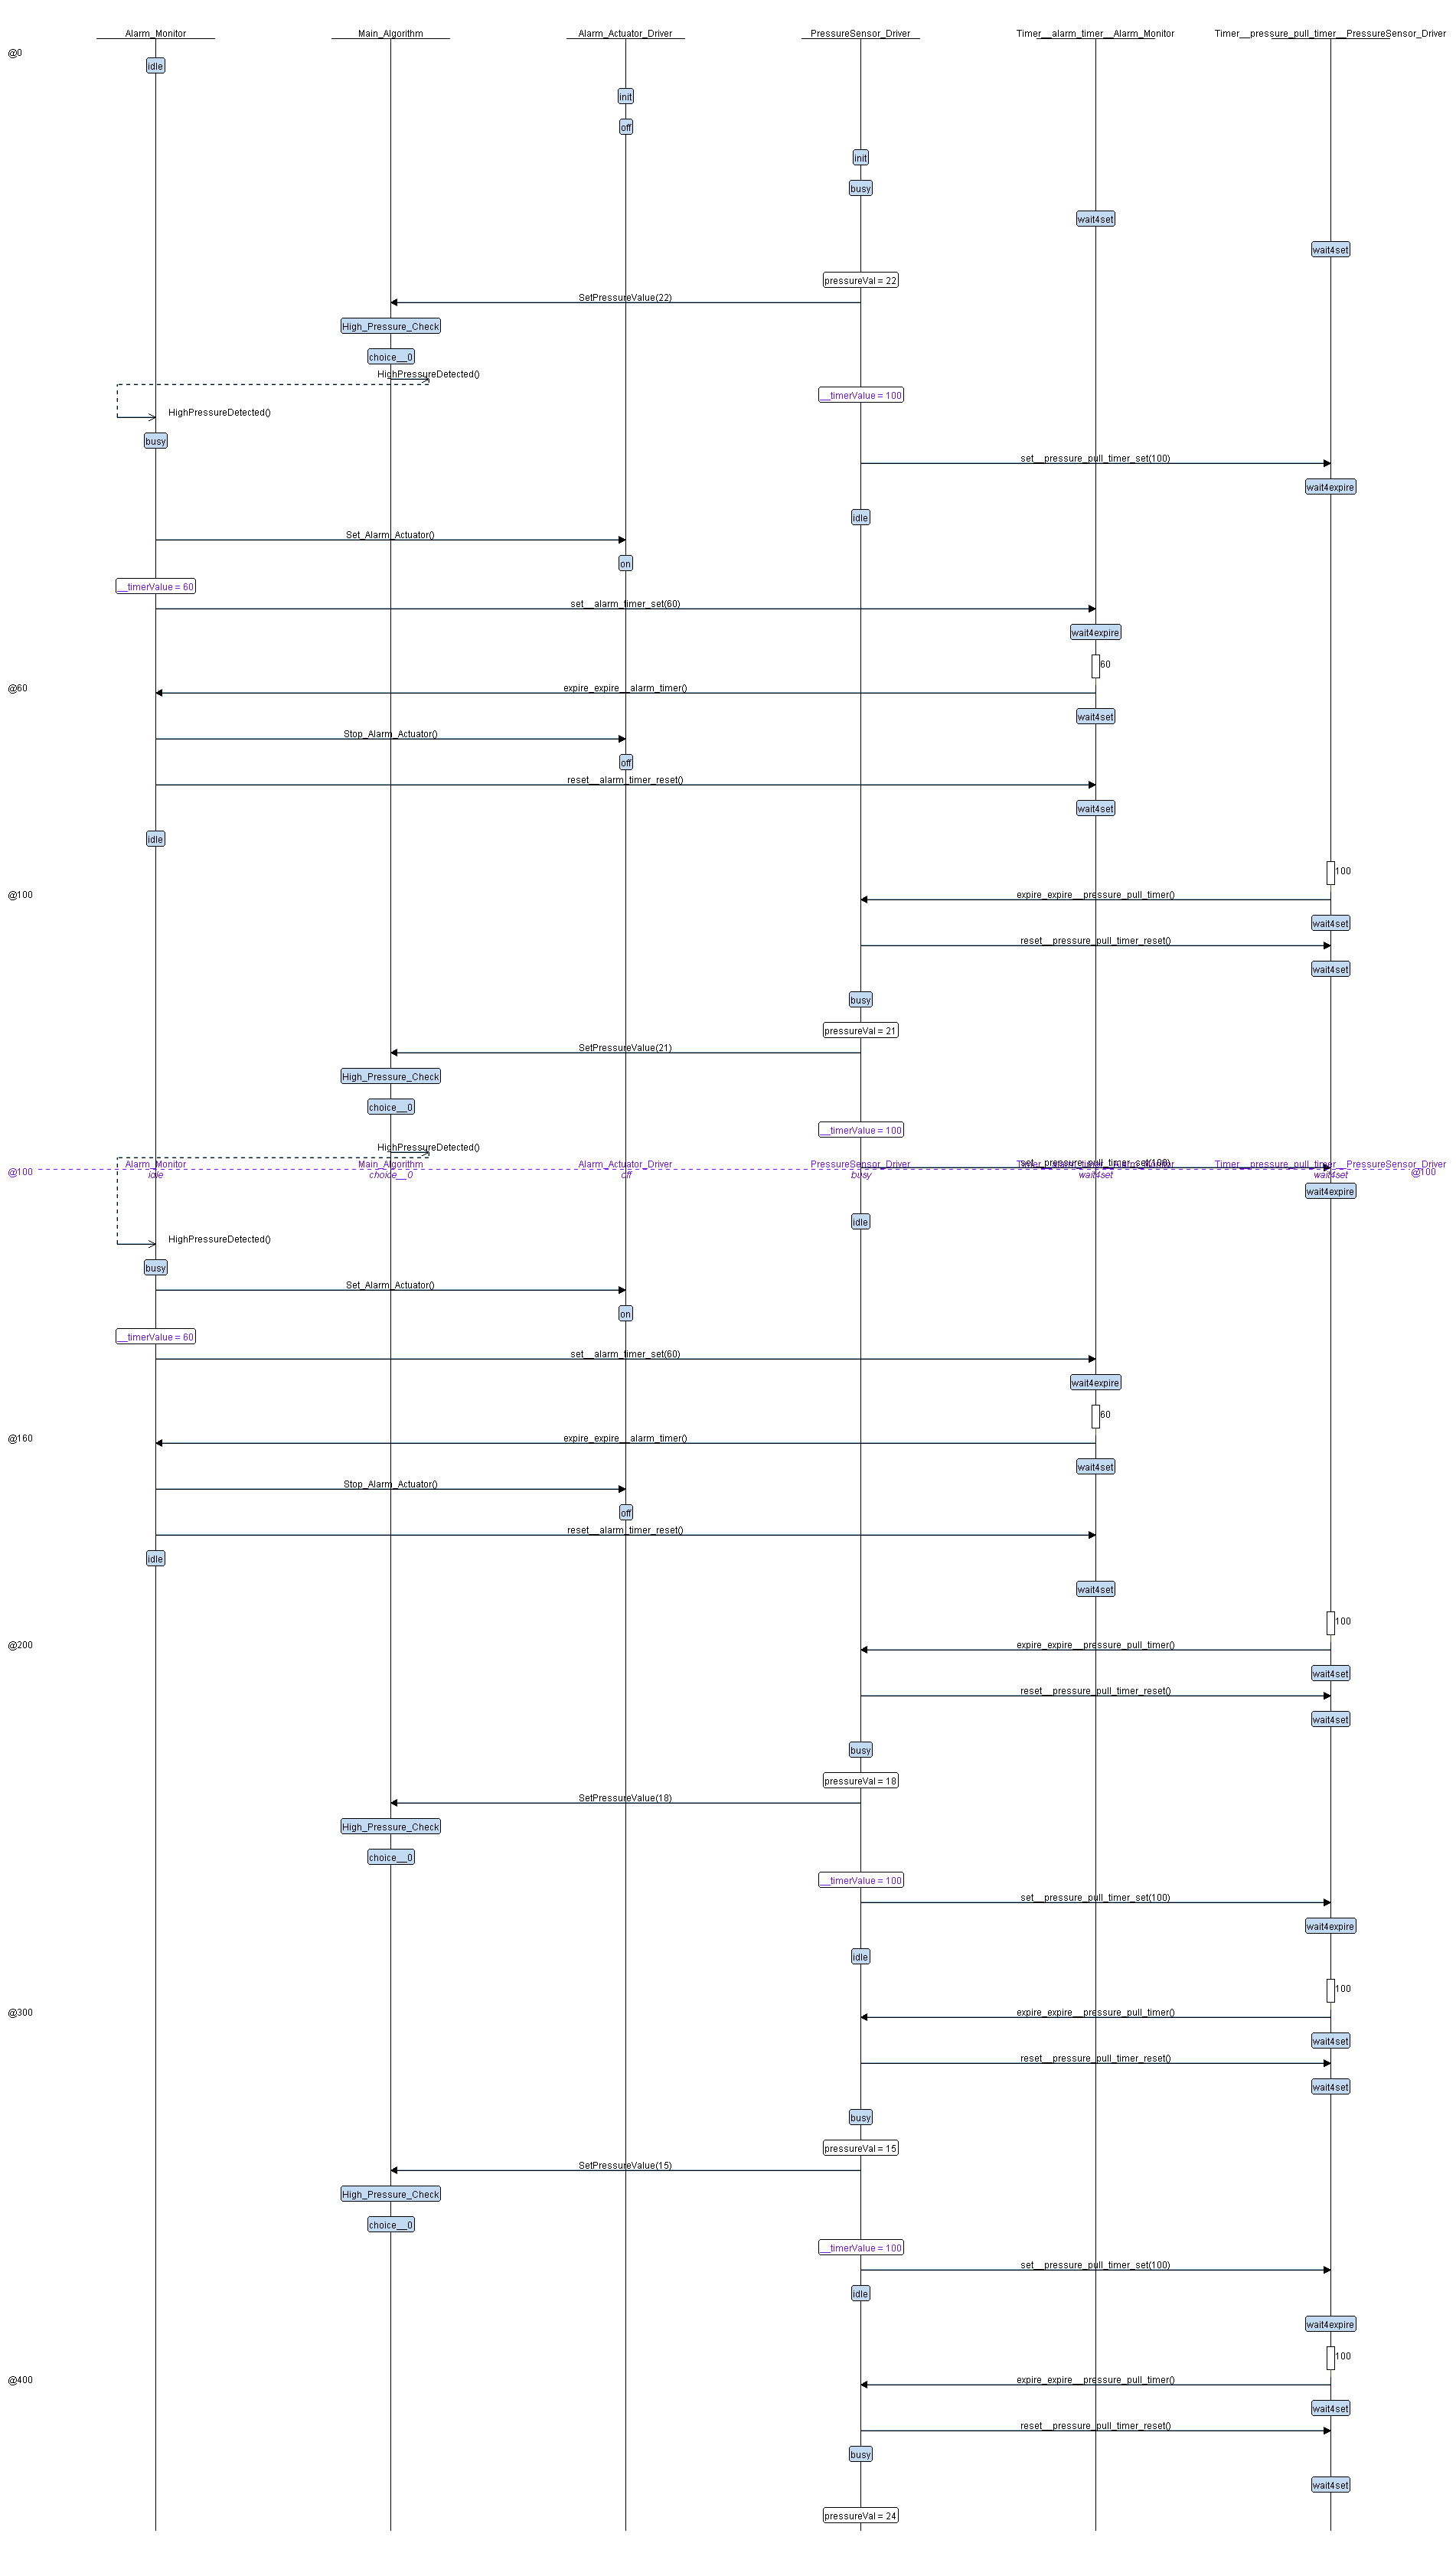 Alarm_Monitor
Main_Algorithm
Alarm_Actuator_Driver
PressureSensor_Driver
Timer__alarm_timer__Alarm_Monitor
Timer__pressure_pull_timer__PressureSensor_Driver
@0
idle
init
off
init
busy
wait4set
wait4set
pressureVal = 22
SetPressureValue(22)
High_Pressure_Check
choice__0
HighPressureDetected()
__timerValue = 100
HighPressureDetected()
busy
set__pressure_pull_timer_set(100)
wait4expire
idle
Set_Alarm_Actuator()
on
__timerValue = 60
set__alarm_timer_set(60)
wait4expire
60
@60
expire_expire__alarm_timer()
wait4set
Stop_Alarm_Actuator()
off
reset__alarm_timer_reset()
wait4set
idle
100
@100
expire_expire__pressure_pull_timer()
wait4set
reset__pressure_pull_timer_reset()
wait4set
busy
pressureVal = 21
SetPressureValue(21)
High_Pressure_Check
choice__0
__timerValue = 100
HighPressureDetected()
set__pressure_pull_timer_set(100)
Alarm_Monitor
Main_Algorithm
Alarm_Actuator_Driver
PressureSensor_Driver
Timer__alarm_timer__Alarm_Monitor
Timer__pressure_pull_timer__PressureSensor_Driver
@100
idle
choice__0
off
busy
wait4set
wait4set
@100
wait4expire
idle
HighPressureDetected()
busy
Set_Alarm_Actuator()
on
__timerValue = 60
set__alarm_timer_set(60)
wait4expire
60
@160
expire_expire__alarm_timer()
wait4set
Stop_Alarm_Actuator()
off
reset__alarm_timer_reset()
idle
wait4set
100
@200
expire_expire__pressure_pull_timer()
wait4set
reset__pressure_pull_timer_reset()
wait4set
busy
pressureVal = 18
SetPressureValue(18)
High_Pressure_Check
choice__0
__timerValue = 100
set__pressure_pull_timer_set(100)
wait4expire
idle
100
@300
expire_expire__pressure_pull_timer()
wait4set
reset__pressure_pull_timer_reset()
wait4set
busy
pressureVal = 15
SetPressureValue(15)
High_Pressure_Check
choice__0
__timerValue = 100
set__pressure_pull_timer_set(100)
idle
wait4expire
100
@400
expire_expire__pressure_pull_timer()
wait4set
reset__pressure_pull_timer_reset()
busy
wait4set
pressureVal = 24